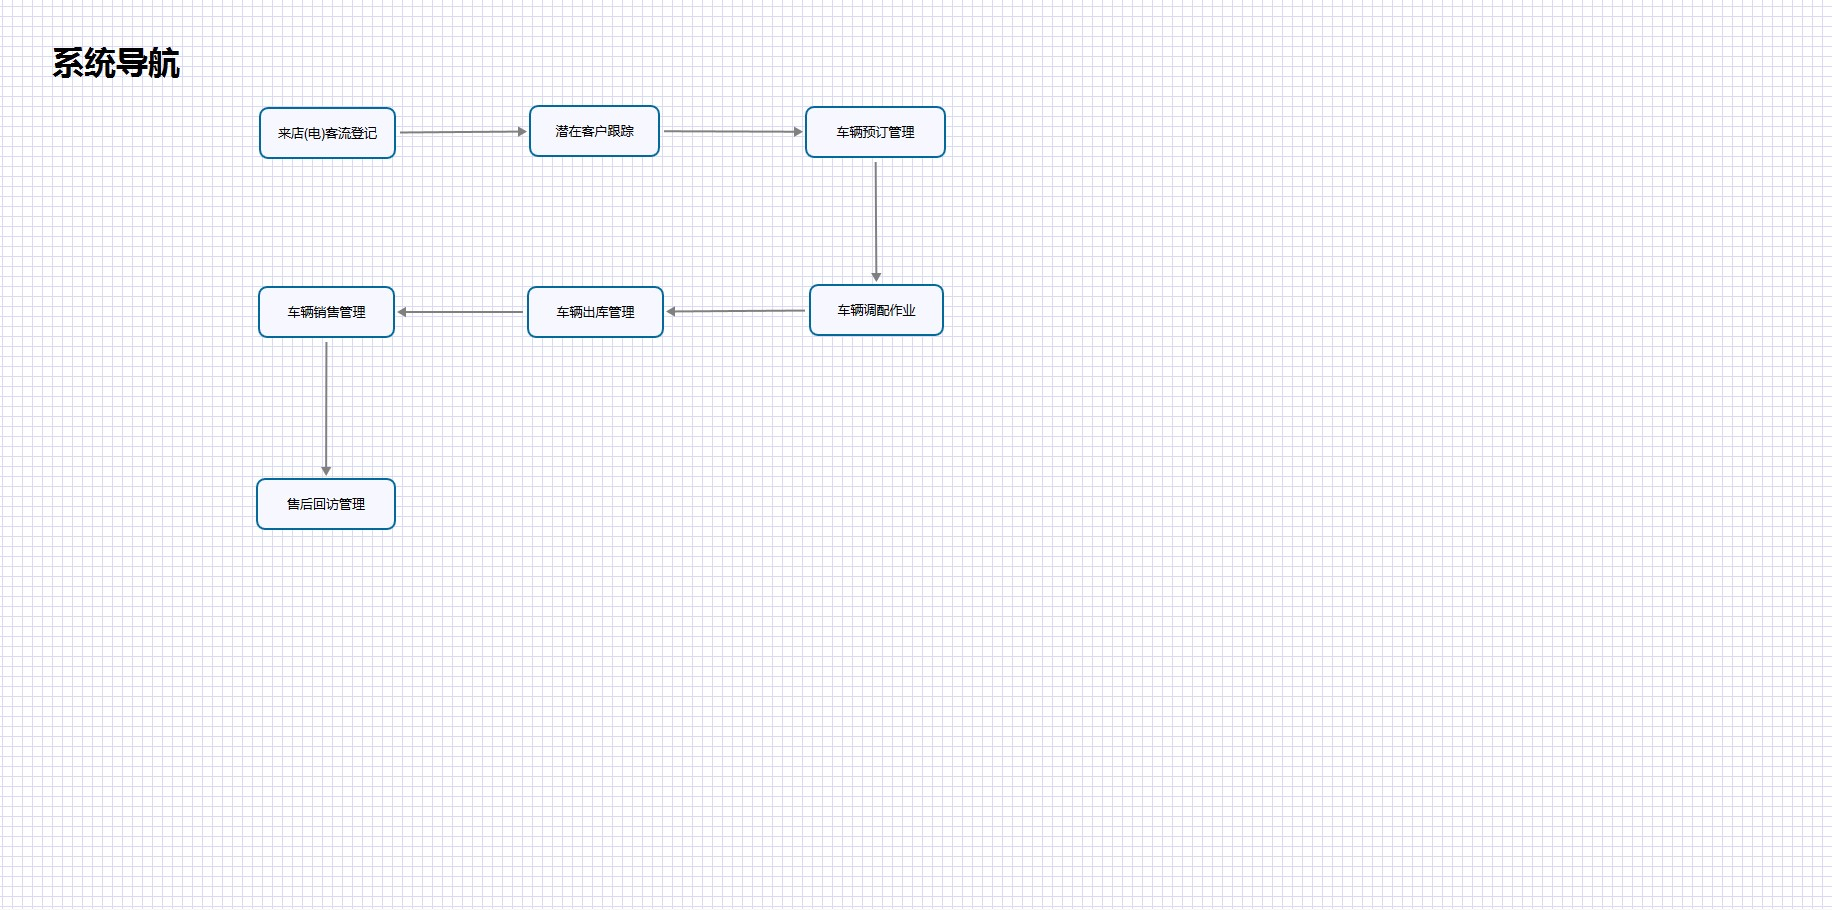 系统导航
来店(电)客流登记
潜在客户跟踪
车辆预订管理
车辆销售管理
车辆出库管理
车辆调配作业
售后回访管理